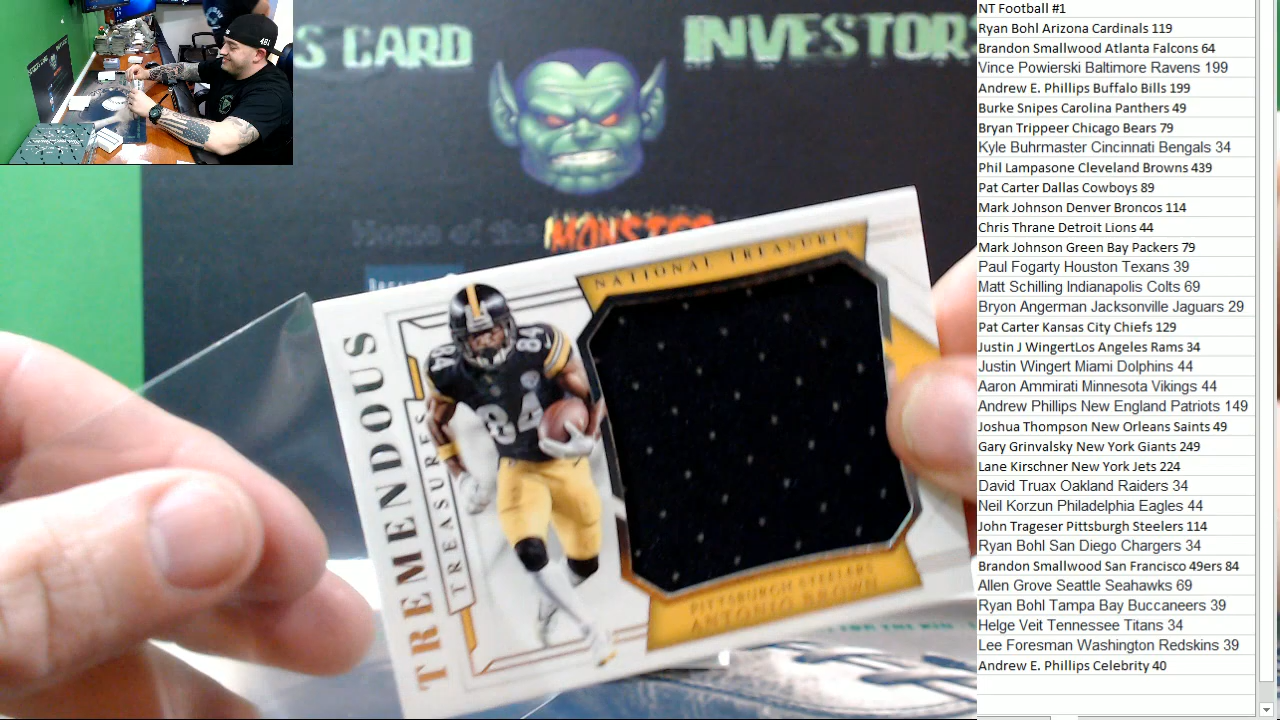 S CARD INVESTORS
Home of the MONSTER
NATIONAL TREASURES
TREMENDOUS
TREASURES
84
84
84
PITTSBURGH STEELERS
ANTONIO BROWN
NT Football #1
Ryan Bohl Arizona Cardinals 119
Brandon Smallwood Atlanta Falcons 64
Vince Powierski Baltimore Ravens 199
Andrew E. Phillips Buffalo Bills 199
Burke Snipes Carolina Panthers 49
Bryan Trippeer Chicago Bears 79
Kyle Buhrmaster Cincinnati Bengals 34
Phil Lampasone Cleveland Browns 439
Pat Carter Dallas Cowboys 89
Mark Johnson Denver Broncos 114
Chris Thrane Detroit Lions 44
Mark Johnson Green Bay Packers 79
Paul Fogarty Houston Texans 39
Matt Schilling Indianapolis Colts 69
Bryon Angerman Jacksonville Jaguars 29
Pat Carter Kansas City Chiefs 129
Justin J WingertLos Angeles Rams 34
Justin Wingert Miami Dolphins 44
Aaron Ammirati Minnesota Vikings 44
Andrew Phillips New England Patriots 149
Joshua Thompson New Orleans Saints 49
Gary Grinvalsky New York Giants 249
Lane Kirschner New York Jets 224
David Truax Oakland Raiders 34
Neil Korzun Philadelphia Eagles 44
John Trageser Pittsburgh Steelers 114
Ryan Bohl San Diego Chargers 34
Brandon Smallwood San Francisco 49ers 84
Allen Grove Seattle Seahawks 69
Ryan Bohl Tampa Bay Buccaneers 39
Helge Veit Tennessee Titans 34
Lee Foresman Washington Redskins 39
Andrew E. Phillips Celebrity 40